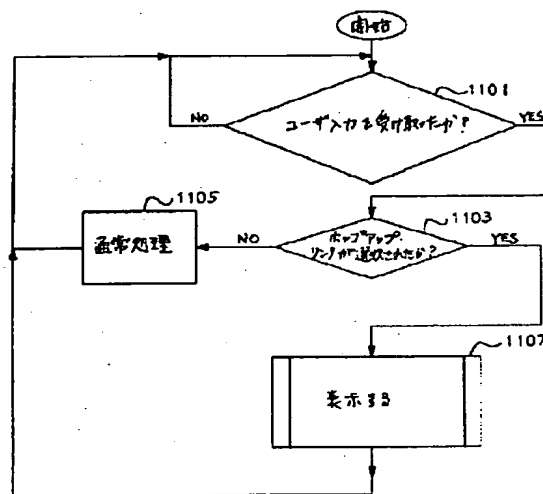 開始
1101
ユーザ入力を受け取ったか?
NO
YES
1105
通常処理
1103
ポップアップ・
リンクが選択されたか?
NO
YES
1107
表示する